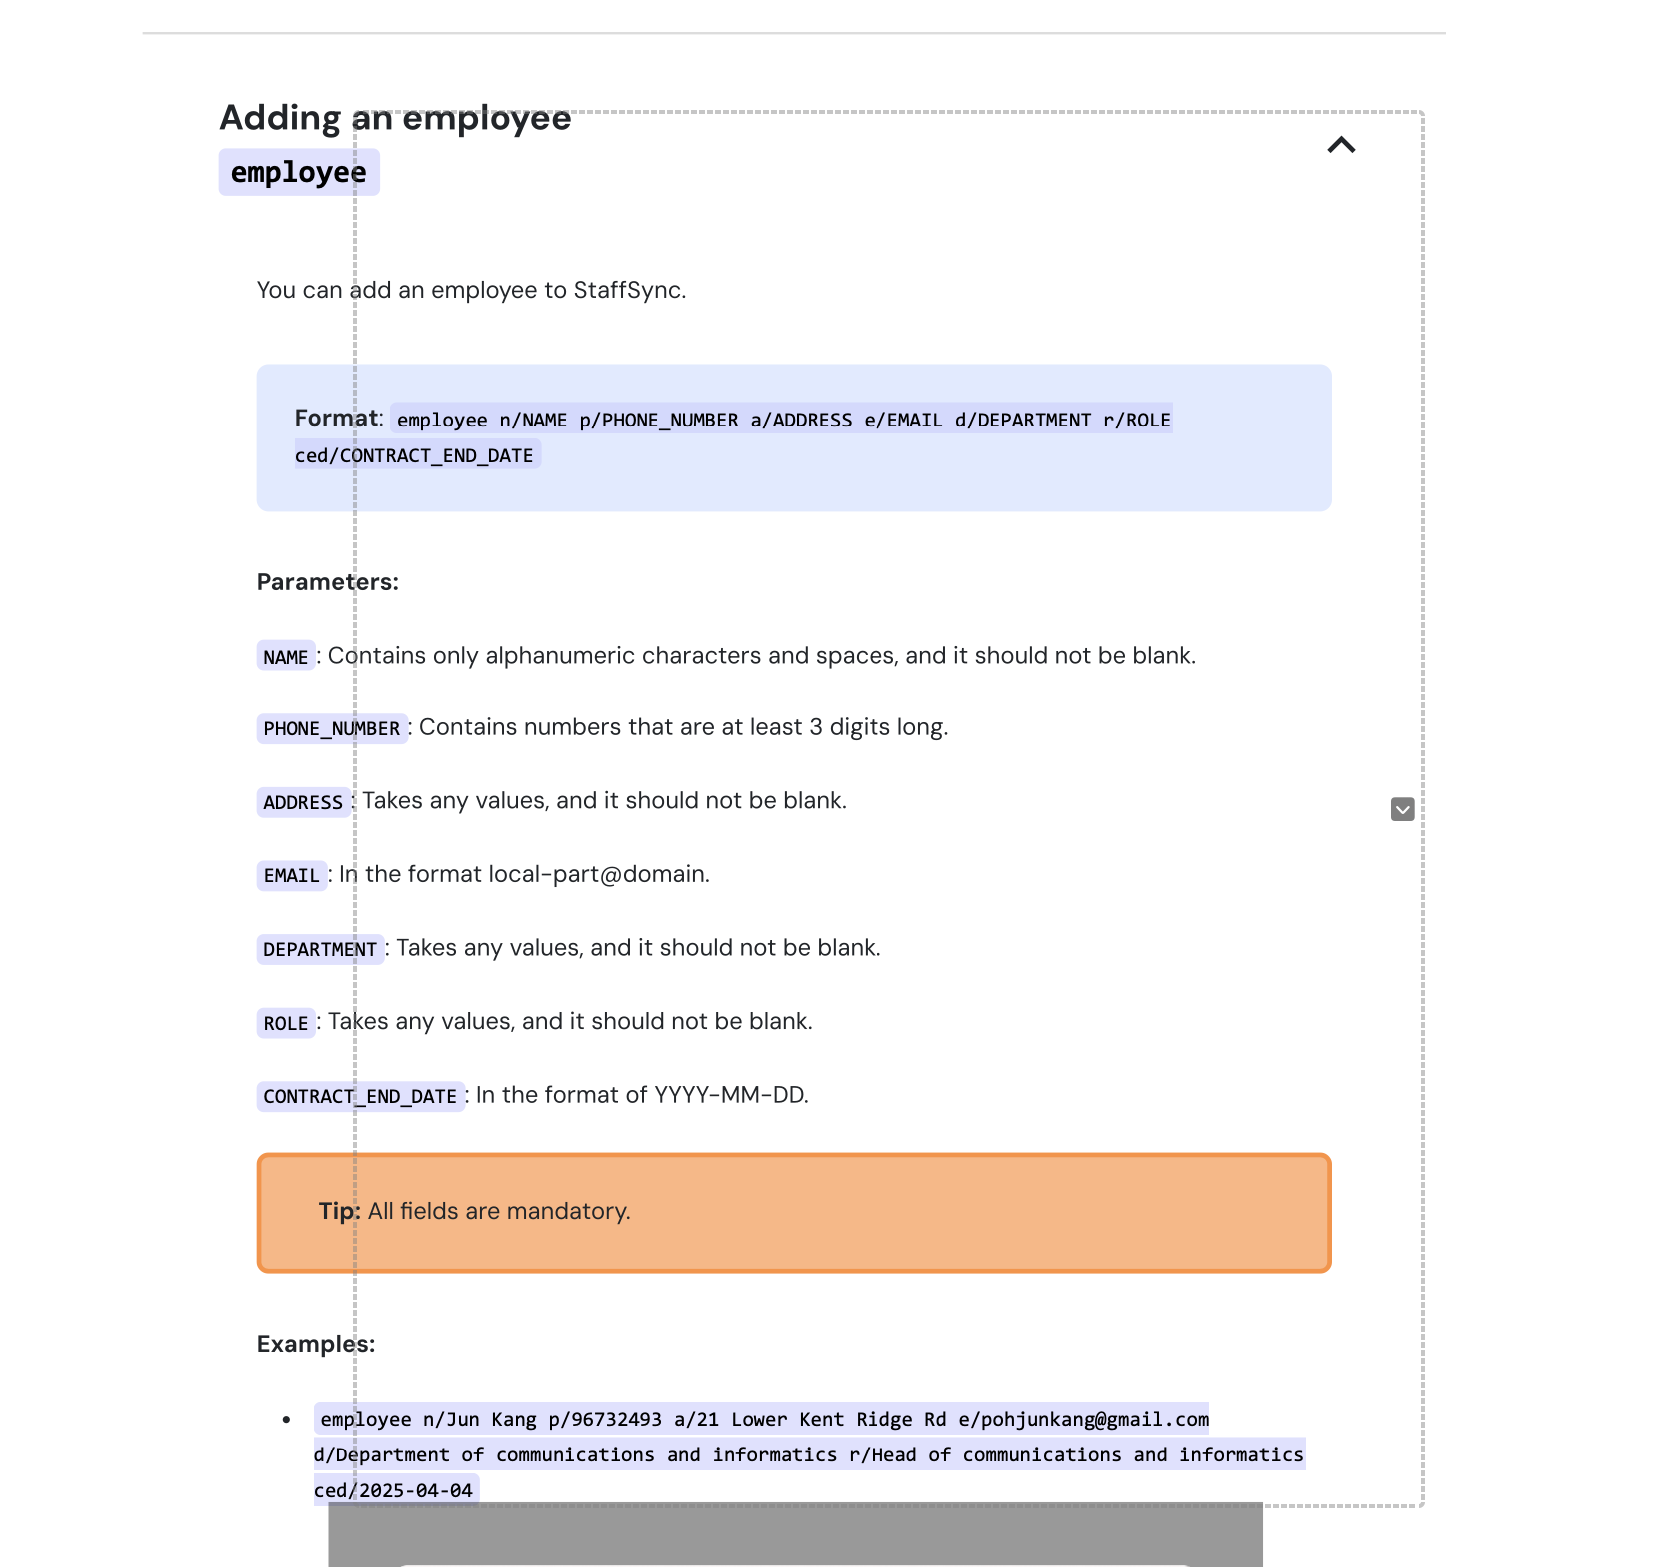 Adding an employee
employee
You can add an employee to StaffSync.
Format: employee n/NAME p/PHONE_NUMBER a/ADDRESS e/EMAIL d/DEPARTMENT r/ROLE
ced/CONTRACT_END_DATE
Parameters:
NAME: Contains only alphanumeric characters and spaces, and it should not be blank.
PHONE_NUMBER: Contains numbers that are at least 3 digits long.
ADDRESS: Takes any values, and it should not be blank.
EMAIL: In the format local-part@domain.
DEPARTMENT: Takes any values, and it should not be blank.
ROLE: Takes any values, and it should not be blank.
CONTRACT_END_DATE: In the format of YYYY-MM-DD.
Tip: All fields are mandatory.
Examples:
• employee n/Jun Kang p/96732493 a/21 Lower Kent Ridge Rd e/pohjunkang@gmail.com
d/Department of communications and informatics r/Head of communications and informatics
ced/2025-04-04